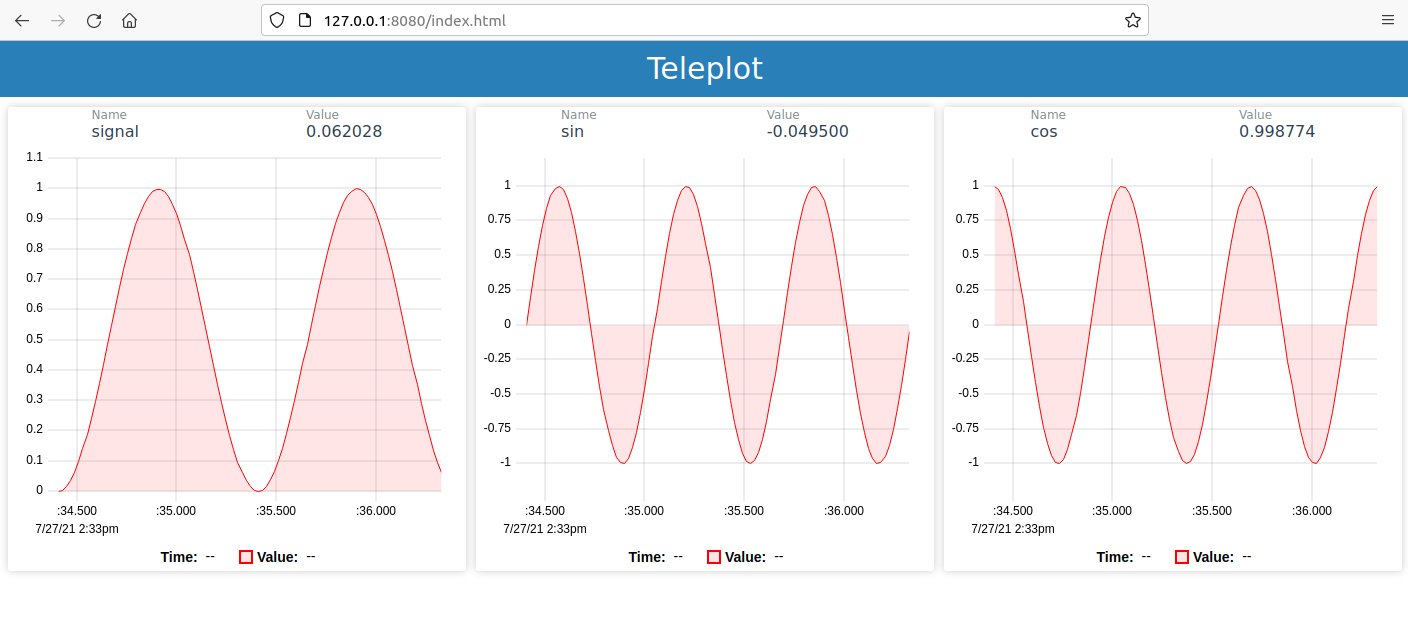 127.0.0.1:8080/index.html
Teleplot
Name Value
signal 0.062028
1.1
1
0.9
0.8
0.7
0.6
0.5
0.4
0.3
0.2
0.1
0
:34.500 :35.000 :35.500 :36.000
7/27/21 2:33pm
Time: -- Value: --
Name Value
sin -0.049500
1
0.75
0.5
0.25
0
-0.25
-0.5
-0.75
-1
:34.500 :35.000 :35.500 :36.000
7/27/21 2:33pm
Time: -- Value: --
Name Value
cos 0.998774
1
0.75
0.5
0.25
0
-0.25
-0.5
-0.75
-1
:34.500 :35.000 :35.500 :36.000
7/27/21 2:33pm
Time: -- Value: --